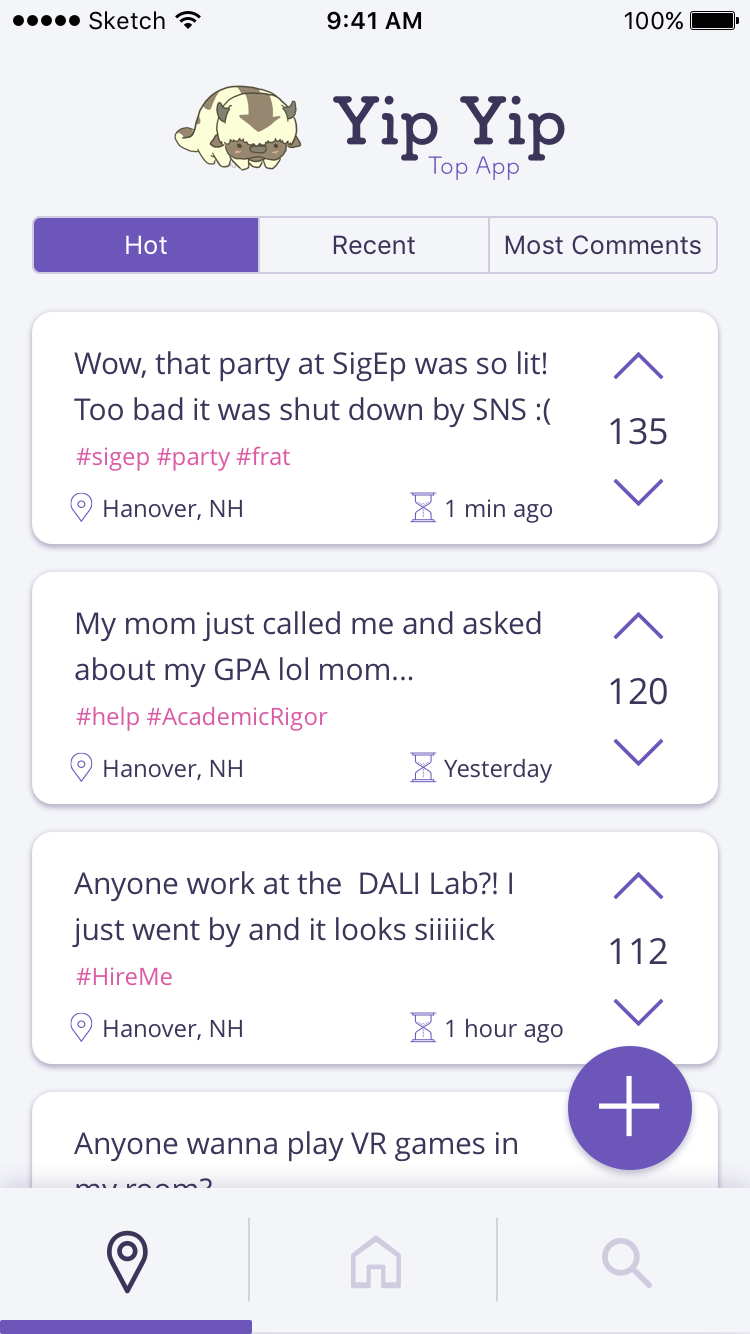 Sketch 9:41 AM 100%
Yip Yip
Top App
Hot Recent Most Comments
Wow, that party at SigEp was so lit!
Too bad it was shut down by SNS :(
135
#sigep #party #frat
Hanover, NH 1 min ago
My mom just called me and asked
about my GPA lol mom...
120
#help #AcademicRigor
Hanover, NH Yesterday
Anyone work at the  DALI Lab?! I
just went by and it looks siiiiick
112
#HireMe
Hanover, NH 1 hour ago
Anyone wanna play VR games in
my room?